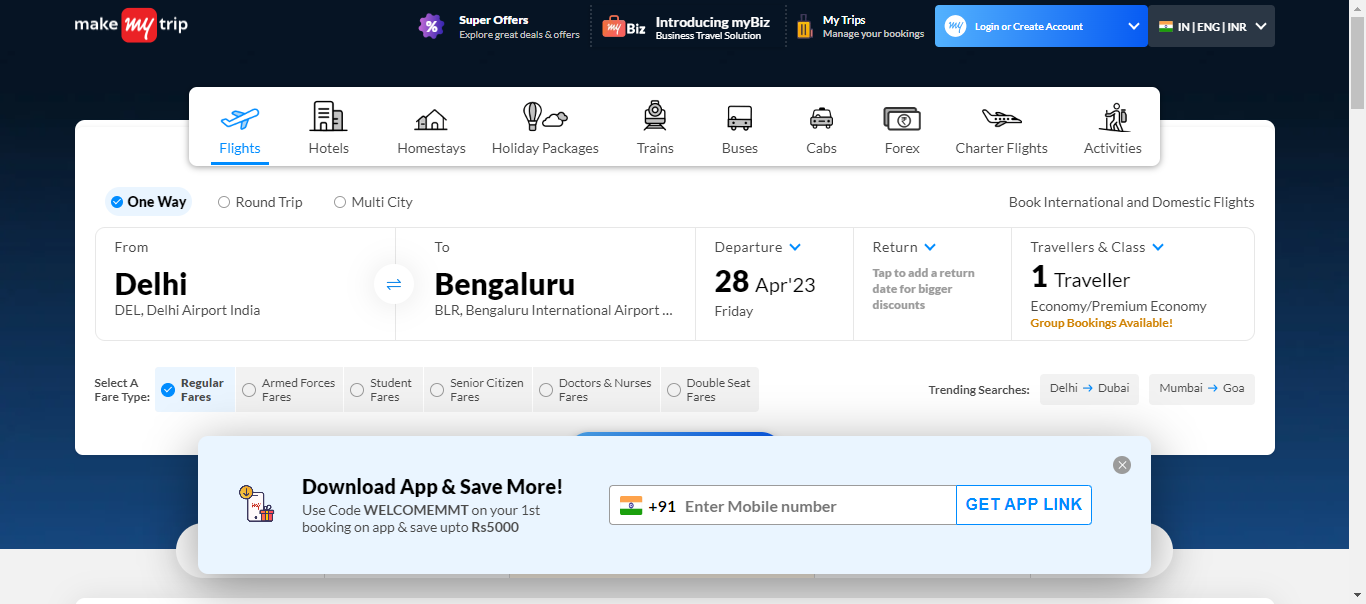 make my trip
%
Super Offers
Explore great deals & offers
my Biz
Introducing myBiz
Business Travel Solution
My Trips
Manage your bookings
my
Login or Create Account
IN | ENG | INR
Flights
Hotels
Homestays
Holiday Packages
Trains
Buses
Cabs
₹
Forex
Charter Flights
Activities
One Way
Round Trip
Multi City
Book International and Domestic Flights
From
Delhi
DEL, Delhi Airport India
To
Bengaluru
BLR, Bengaluru International Airport ...
Departure
28 Apr'23
Friday
Return
Tap to add a return
date for bigger
discounts
Travellers & Class
1 Traveller
Economy/Premium Economy
Group Bookings Available!
Select A
Fare Type:
Regular
Fares
Armed Forces
Fares
Student
Fares
Senior Citizen
Fares
Doctors & Nurses
Fares
Double Seat
Fares
Trending Searches:
Delhi → Dubai
Mumbai → Goa
my
Download App & Save More!
Use Code WELCOMEMMT on your 1st
booking on app & save upto Rs5000
+91 Enter Mobile number
GET APP LINK